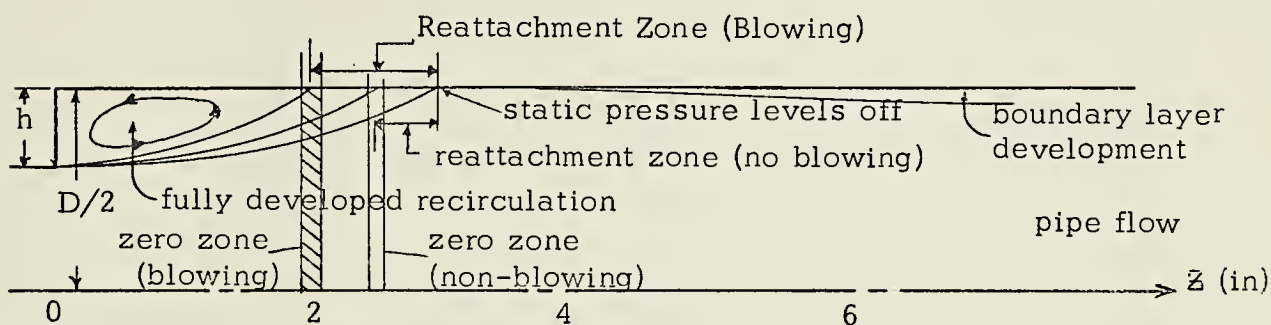 Reattachment Zone (Blowing)
h
static pressure levels off
boundary layer
development
reattachment zone (no blowing)
D/2
fully developed recirculation
zero zone
(blowing)
zero zone
(non-blowing)
pipe flow
Z̄ (in)
0
2
4
6